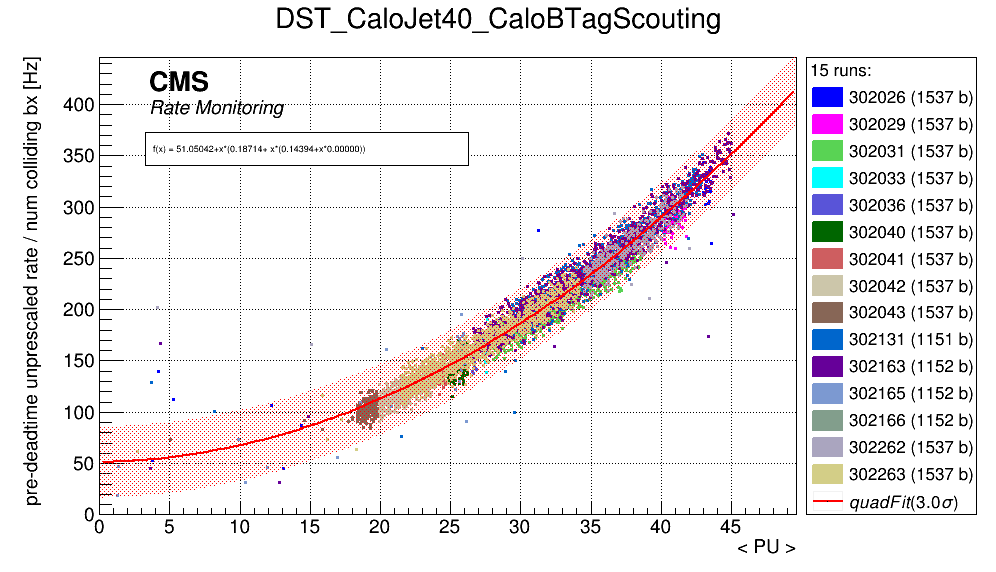 DST_CaloJet40_CaloBTagScouting
pre-deadtime unprescaled rate / num colliding bx [Hz]
CMS
Rate Monitoring
f(x) = 51.05042+x*(0.18714+ x*(0.14394+x*0.00000))
400
350
300
250
200
150
100
50
0
0 5 10 15 20 25 30 35 40 45
< PU >
15 runs:
302026 (1537 b)
302029 (1537 b)
302031 (1537 b)
302033 (1537 b)
302036 (1537 b)
302040 (1537 b)
302041 (1537 b)
302042 (1537 b)
302043 (1537 b)
302131 (1151 b)
302163 (1152 b)
302165 (1152 b)
302166 (1152 b)
302262 (1537 b)
302263 (1537 b)
quadFit(3.0σ)